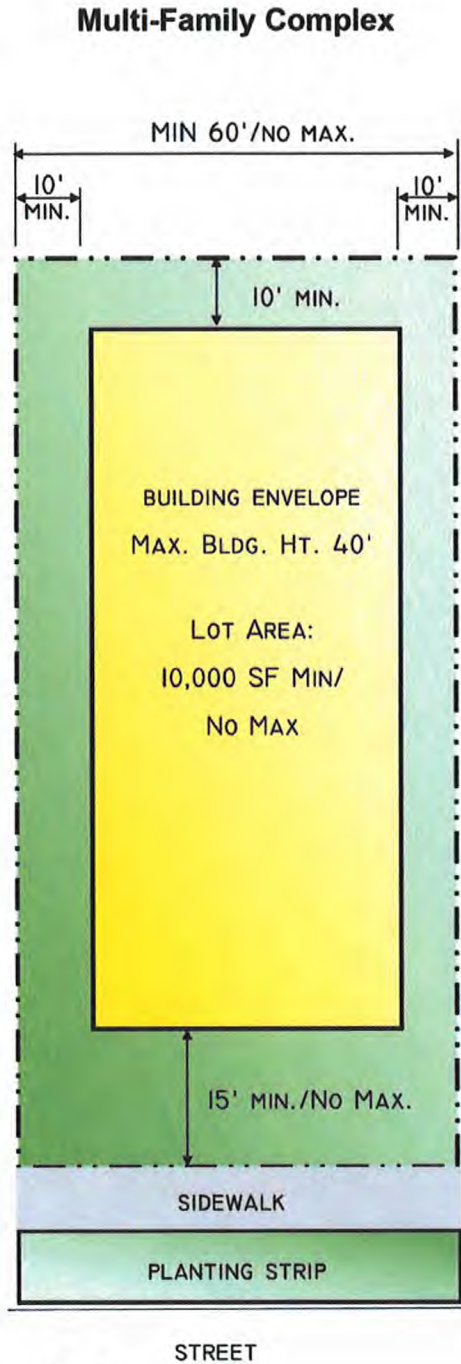 Multi-Family Complex
MIN 60'/NO MAX.
10'
MIN.
10'
MIN.
10' MIN.
BUILDING ENVELOPE
MAX. BLDG. HT. 40'
LOT AREA:
10,000 SF MIN/
NO MAX
15' MIN./NO MAX.
SIDEWALK
PLANTING STRIP
STREET